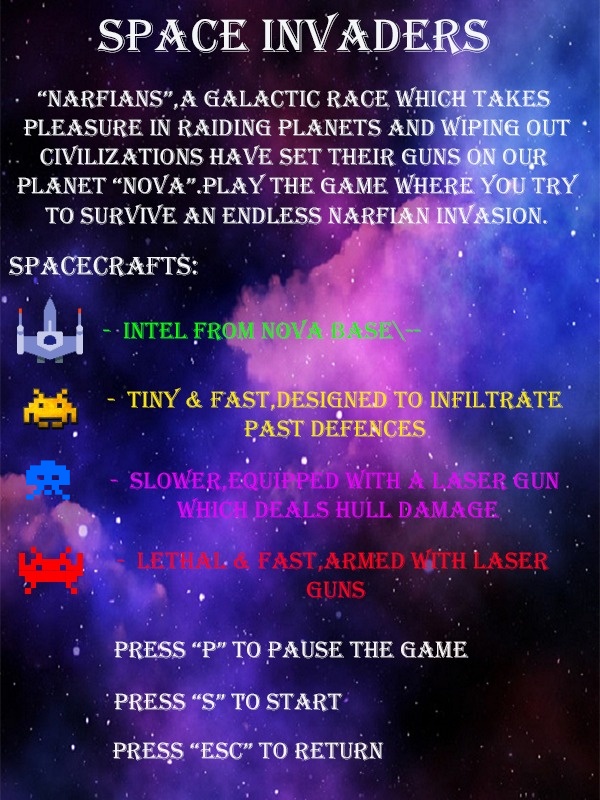 SPACE INVADERS
“NARFIANS”,A GALACTIC RACE WHICH TAKES
PLEASURE IN RAIDING PLANETS AND WIPING OUT
CIVILIZATIONS HAVE SET THEIR GUNS ON OUR
PLANET “NOVA”.PLAY THE GAME WHERE YOU TRY
TO SURVIVE AN ENDLESS NARFIAN INVASION.
SPACECRAFTS:
- INTEL FROM NOVA BASE\--
- TINY & FAST,DESIGNED TO INFILTRATE
PAST DEFENCES
- SLOWER,EQUIPPED WITH A LASER GUN
WHICH DEALS HULL DAMAGE
- LETHAL & FAST,ARMED WITH LASER
GUNS
PRESS “P” TO PAUSE THE GAME
PRESS “S” TO START
PRESS “ESC” TO RETURN